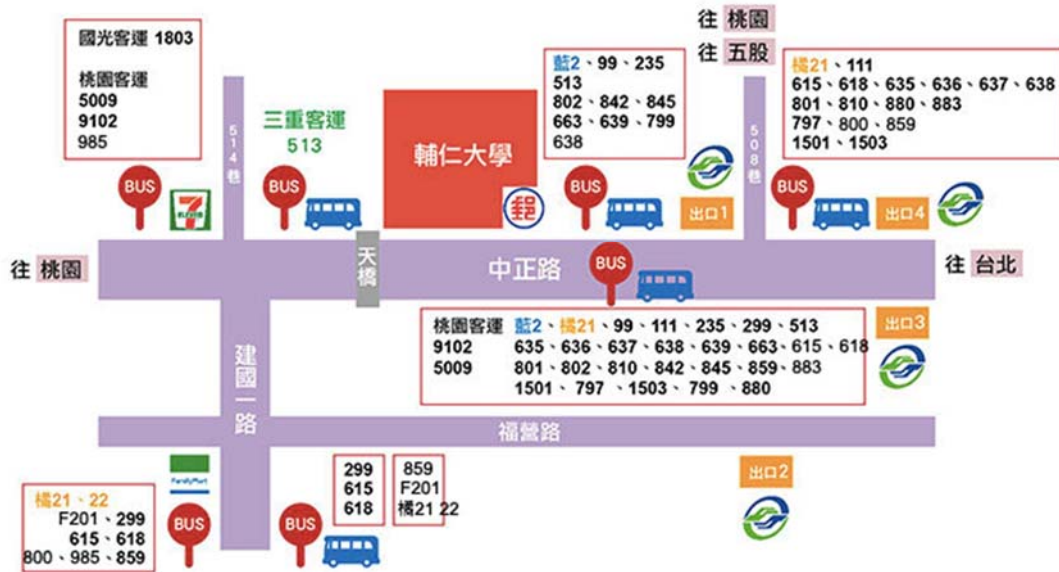 往 桃園
往 五股
國光客運 1803
桃園客運
5009
9102
985
514巷
三重客運
513
輔仁大學
郵
藍2、99、235
513
802、842、845
663、639、799
638
508巷
橘21、111
615、618、635、636、637、638
801、810、880、883
797、800、859
1501、1503
BUS
7
ELEVEN
BUS
BUS
出口1
BUS
出口4
往 桃園
天橋
中正路
BUS
往 台北
桃園客運 藍2、橘21、99、111、235、299、513
9102 635、636、637、638、639、663、615、618
5009 801、802、810、842、845、859、883
1501、797、1503、799、880
出口3
建國一路
福營路
FamilyMart
橘21、22
F201、299
615、618
800、985、859
BUS
BUS
299
615
618
859
F201
橘21 22
出口2